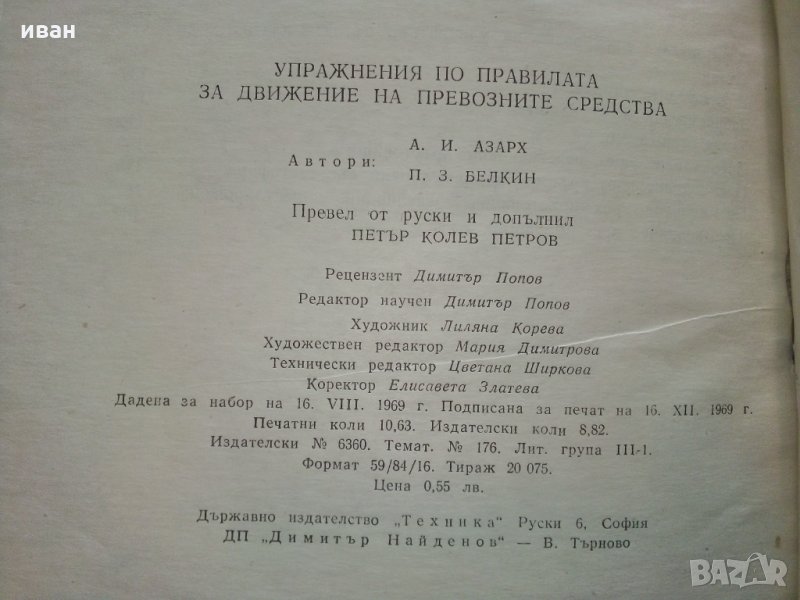 иван
УПРАЖНЕНИЯ ПО ПРАВИЛАТА
ЗА ДВИЖЕНИЕ НА ПРЕВОЗНИТЕ СРЕДСТВА
А. И. АЗАРХ
Автори:
П. З. БЕЛКИН
Превел от руски и допълнил
ПЕТЪР КОЛЕВ ПЕТРОВ
Рецензент Димитър Попов
Редактор научен Димитър Попов
Художник Лиляна Корева
Художествен редактор Мария Димитрова
Технически редактор Цветана Ширкова
Коректор Елисавета Златева
Дадена за набор на 16. VIII. 1969 г. Подписана за печат на 16. XII. 1969 г.
Печатни коли 10,63. Издателски коли 8,82.
Издателски № 6360. Темат. № 176. Лит. група III-1.
Формат 59/84/16. Тираж 20 075.
Цена 0,55 лв.
Държавно издателство „Техника" Руски 6, София
ДП „Димитър Найденов" — В. Търново
BAZAR